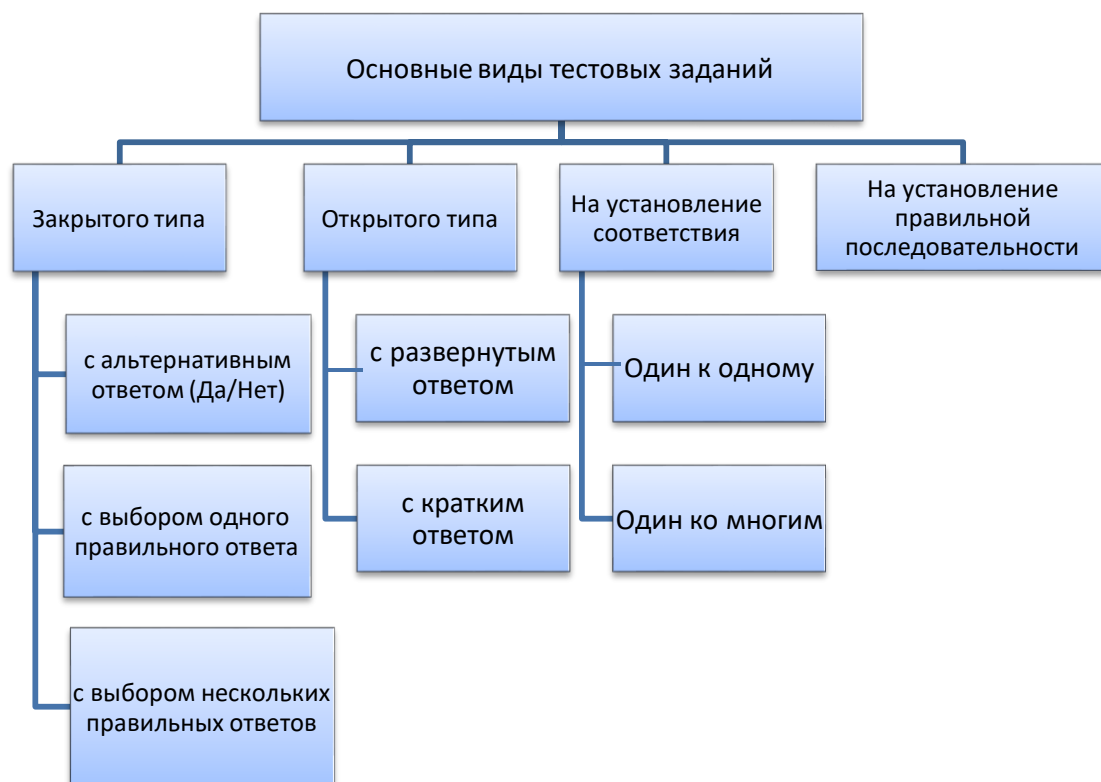 Основные виды тестовых заданий
Закрытого типа
Открытого типа
На установление
соответствия
На установление
правильной
последовательности
с альтернативным
ответом (Да/Нет)
с развернутым
ответом
Один к одному
с выбором одного
правильного ответа
с кратким
ответом
Один ко многим
с выбором нескольких
правильных ответов